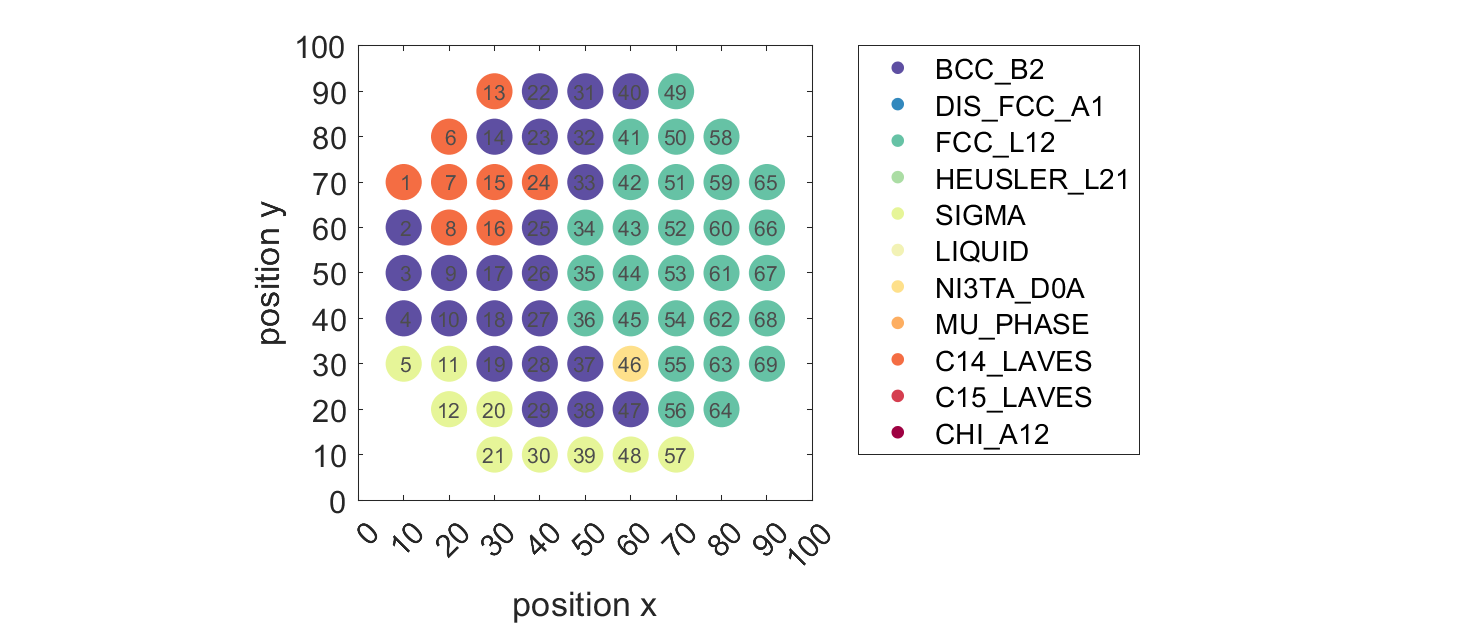 100
90
80
70
60
50
40
30
20
10
0
position y
13 22 31 40 49
6 14 23 32 41 50 58
1 7 15 24 33 42 51 59 65
2 8 16 25 34 43 52 60 66
3 9 17 26 35 44 53 61 67
4 10 18 27 36 45 54 62 68
5 11 19 28 37 46 55 63 69
12 20 29 38 47 56 64
21 30 39 48 57
0 10 20 30 40 50 60 70 80 90 100
position x
BCC_B2
DIS_FCC_A1
FCC_L12
HEUSLER_L21
SIGMA
LIQUID
NI3TA_D0A
MU_PHASE
C14_LAVES
C15_LAVES
CHI_A12